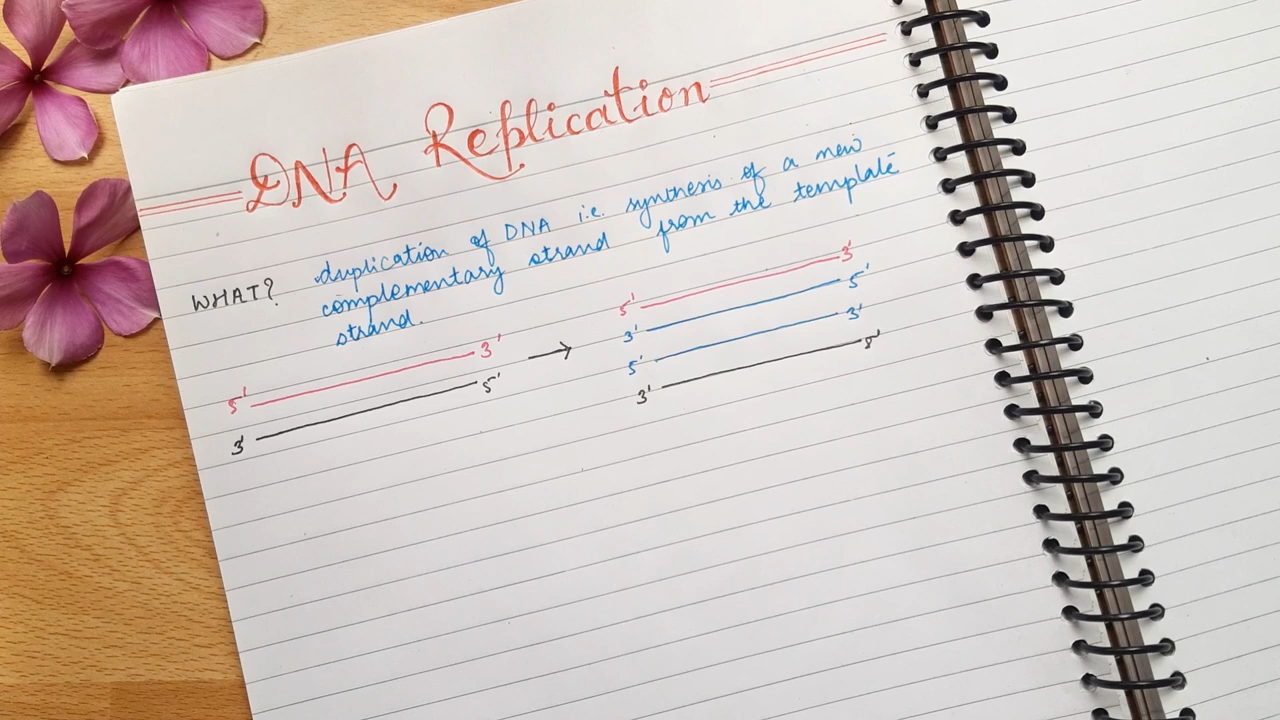 DNA Replication
WHAT? duplication of DNA i.e. synthesis of a new
complementary strand from the template
strand.
5' 3'
3' 5'
5' 3'
3' 5'
5' 3'
3' 5'